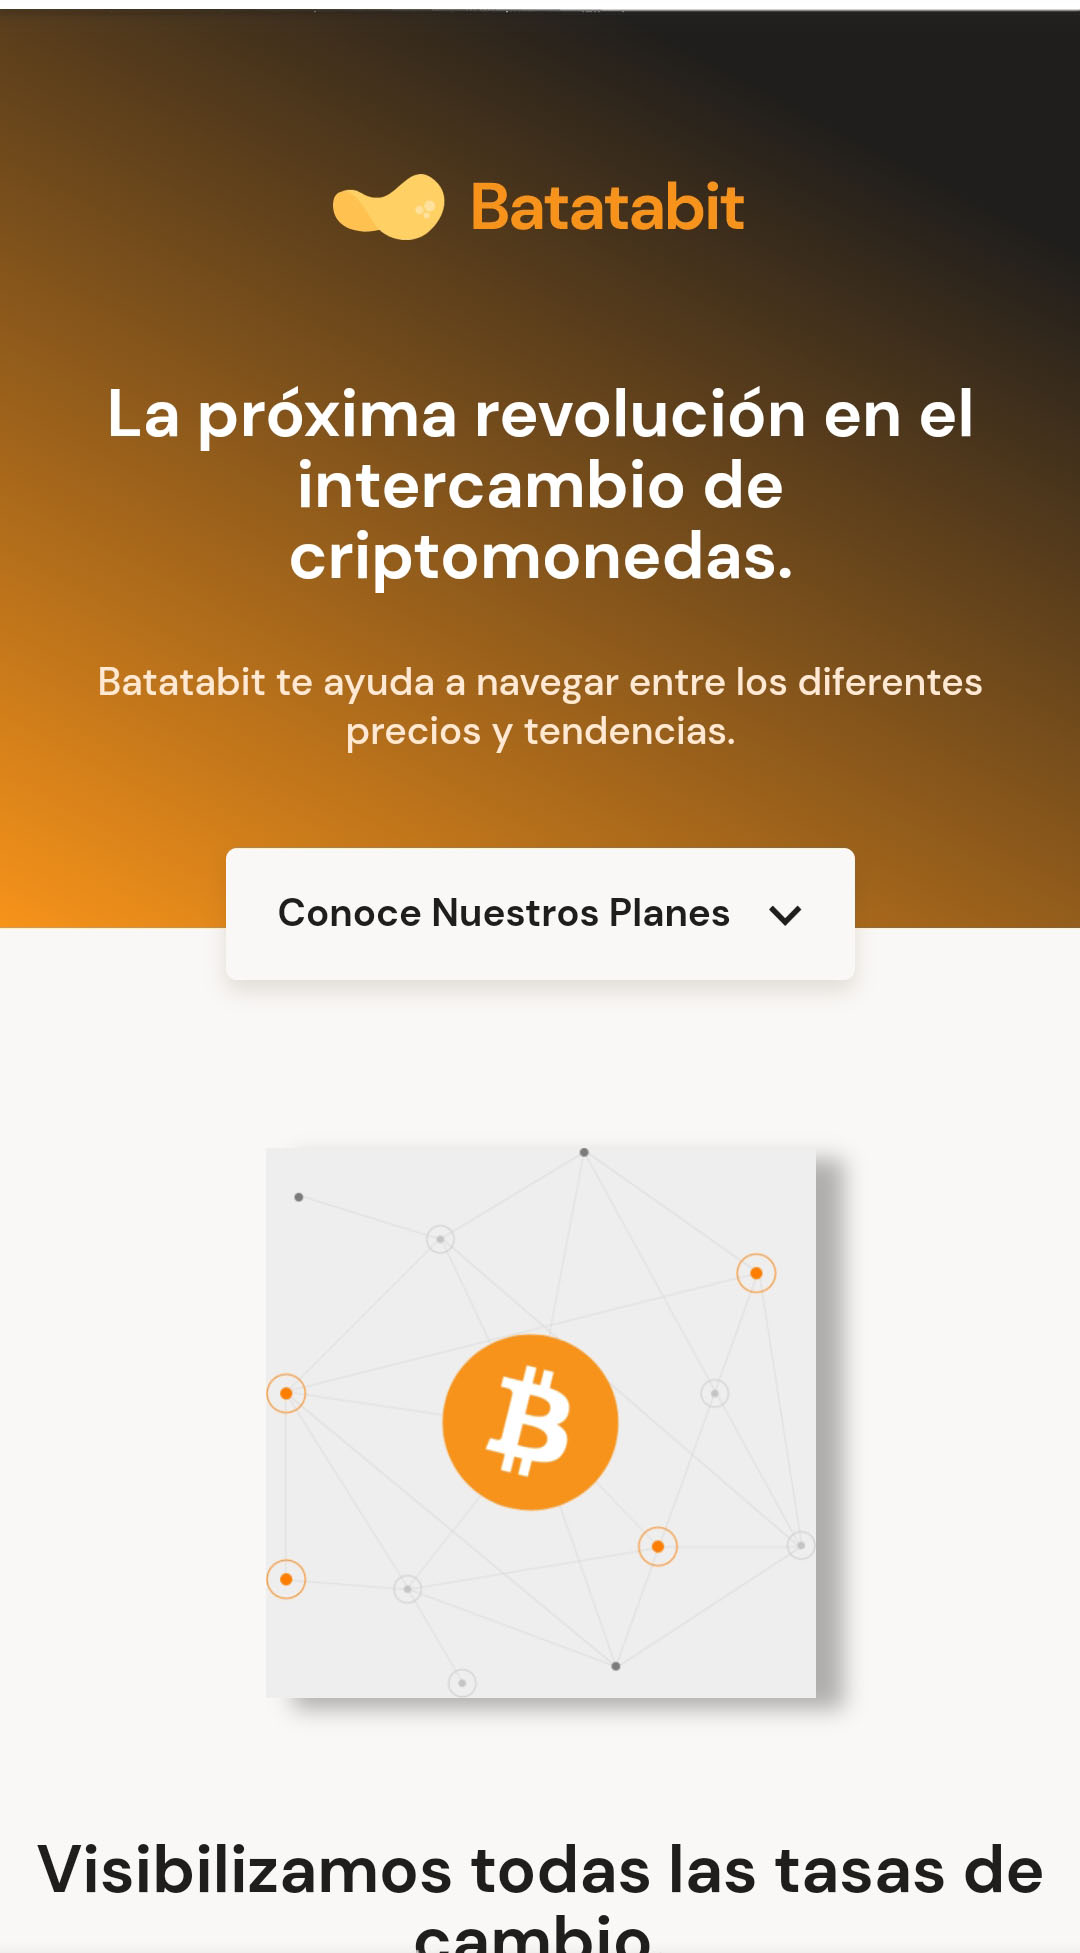 Batatabit
La próxima revolución en el
intercambio de
criptomonedas.
Batatabit te ayuda a navegar entre los diferentes
precios y tendencias.
Conoce Nuestros Planes
Visibilizamos todas las tasas de
cambio.